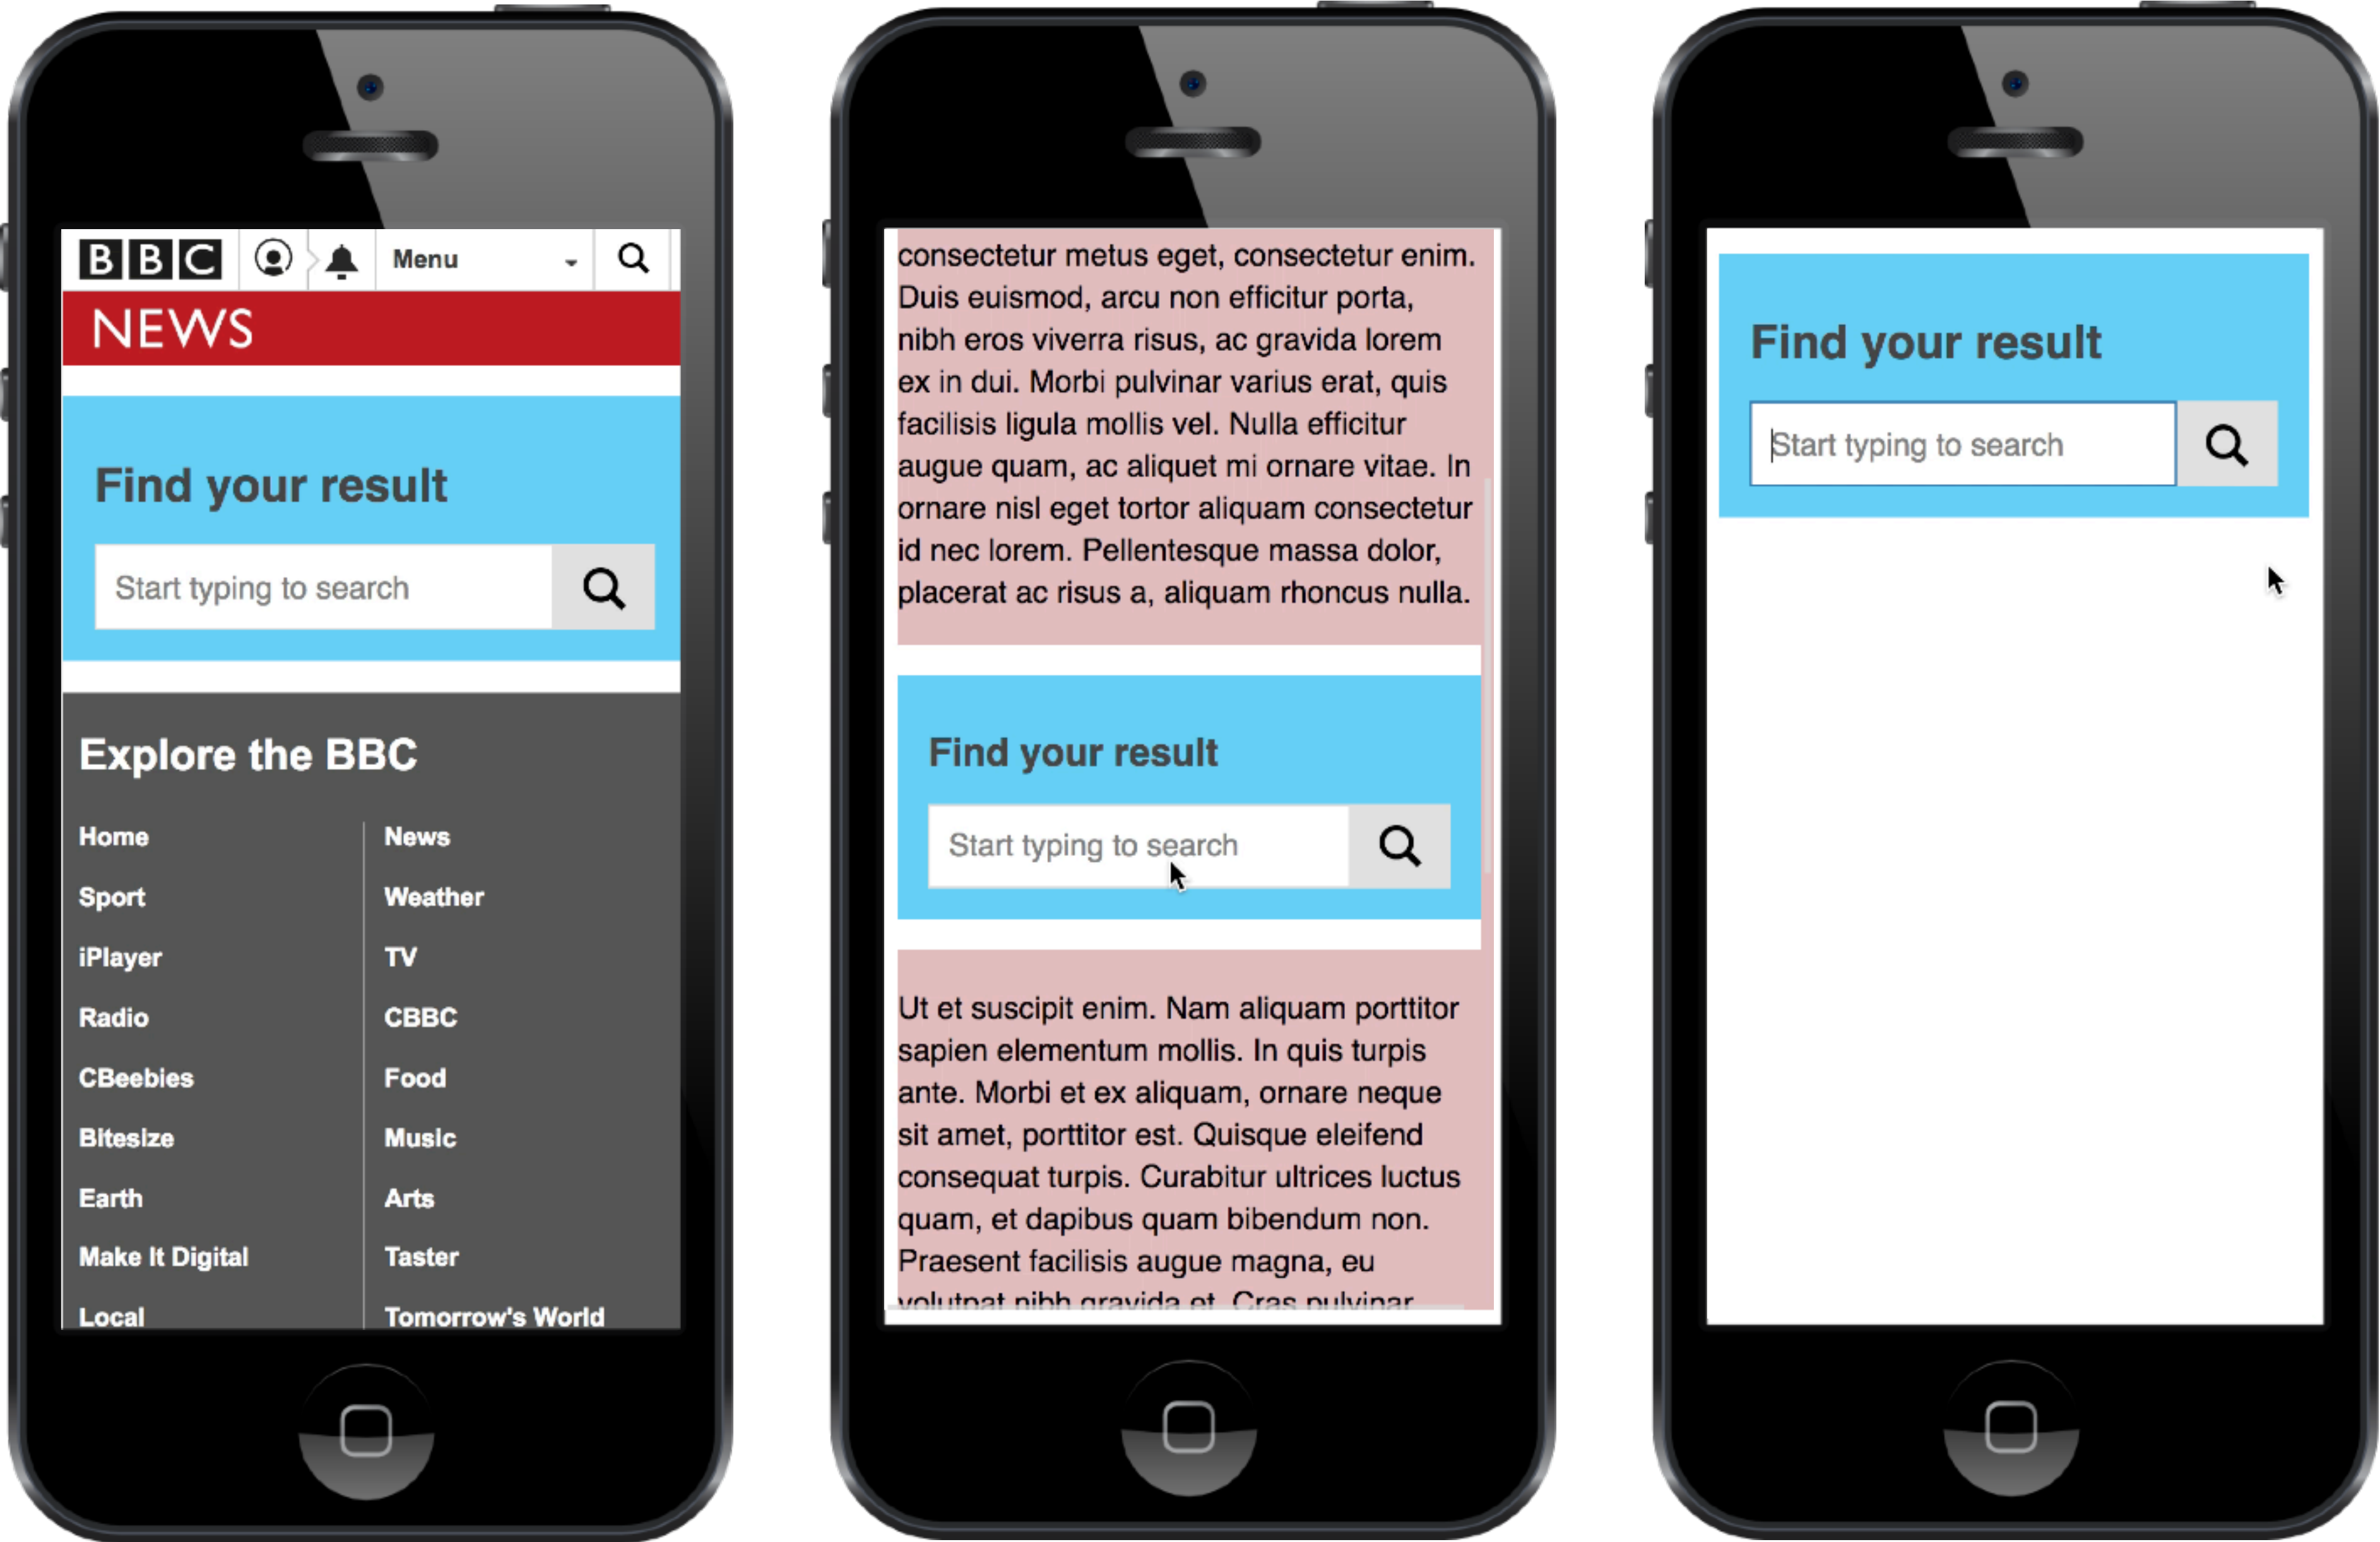 BBC Menu
NEWS
Find your result
Start typing to search
Explore the BBC
Home News
Sport Weather
iPlayer TV
Radio CBBC
CBeebies Food
Bitesize Music
Earth Arts
Make It Digital Taster
Local Tomorrow's World
consectetur metus eget, consectetur enim.
Duis euismod, arcu non efficitur porta,
nibh eros viverra risus, ac gravida lorem
ex in dui. Morbi pulvinar varius erat, quis
facilisis ligula mollis vel. Nulla efficitur
augue quam, ac aliquet mi ornare vitae. In
ornare nisl eget tortor aliquam consectetur
id nec lorem. Pellentesque massa dolor,
placerat ac risus a, aliquam rhoncus nulla.
Find your result
Start typing to search
Ut et suscipit enim. Nam aliquam porttitor
sapien elementum mollis. In quis turpis
ante. Morbi et ex aliquam, ornare neque
sit amet, porttitor est. Quisque eleifend
consequat turpis. Curabitur ultrices luctus
quam, et dapibus quam bibendum non.
Praesent facilisis augue magna, eu
volutpat nibh gravida et. Cras pulvinar
Find your result
Start typing to search